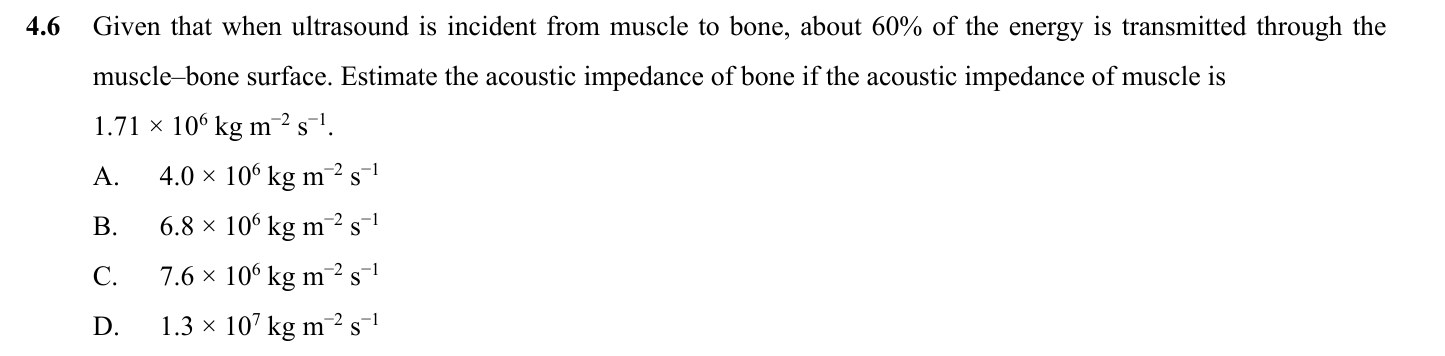 4.6 Given that when ultrasound is incident from muscle to bone, about 60% of the energy is transmitted through the
muscle–bone surface. Estimate the acoustic impedance of bone if the acoustic impedance of muscle is
1.71 × 10⁶ kg m⁻² s⁻¹.
A. 4.0 × 10⁶ kg m⁻² s⁻¹
B. 6.8 × 10⁶ kg m⁻² s⁻¹
C. 7.6 × 10⁶ kg m⁻² s⁻¹
D. 1.3 × 10⁷ kg m⁻² s⁻¹